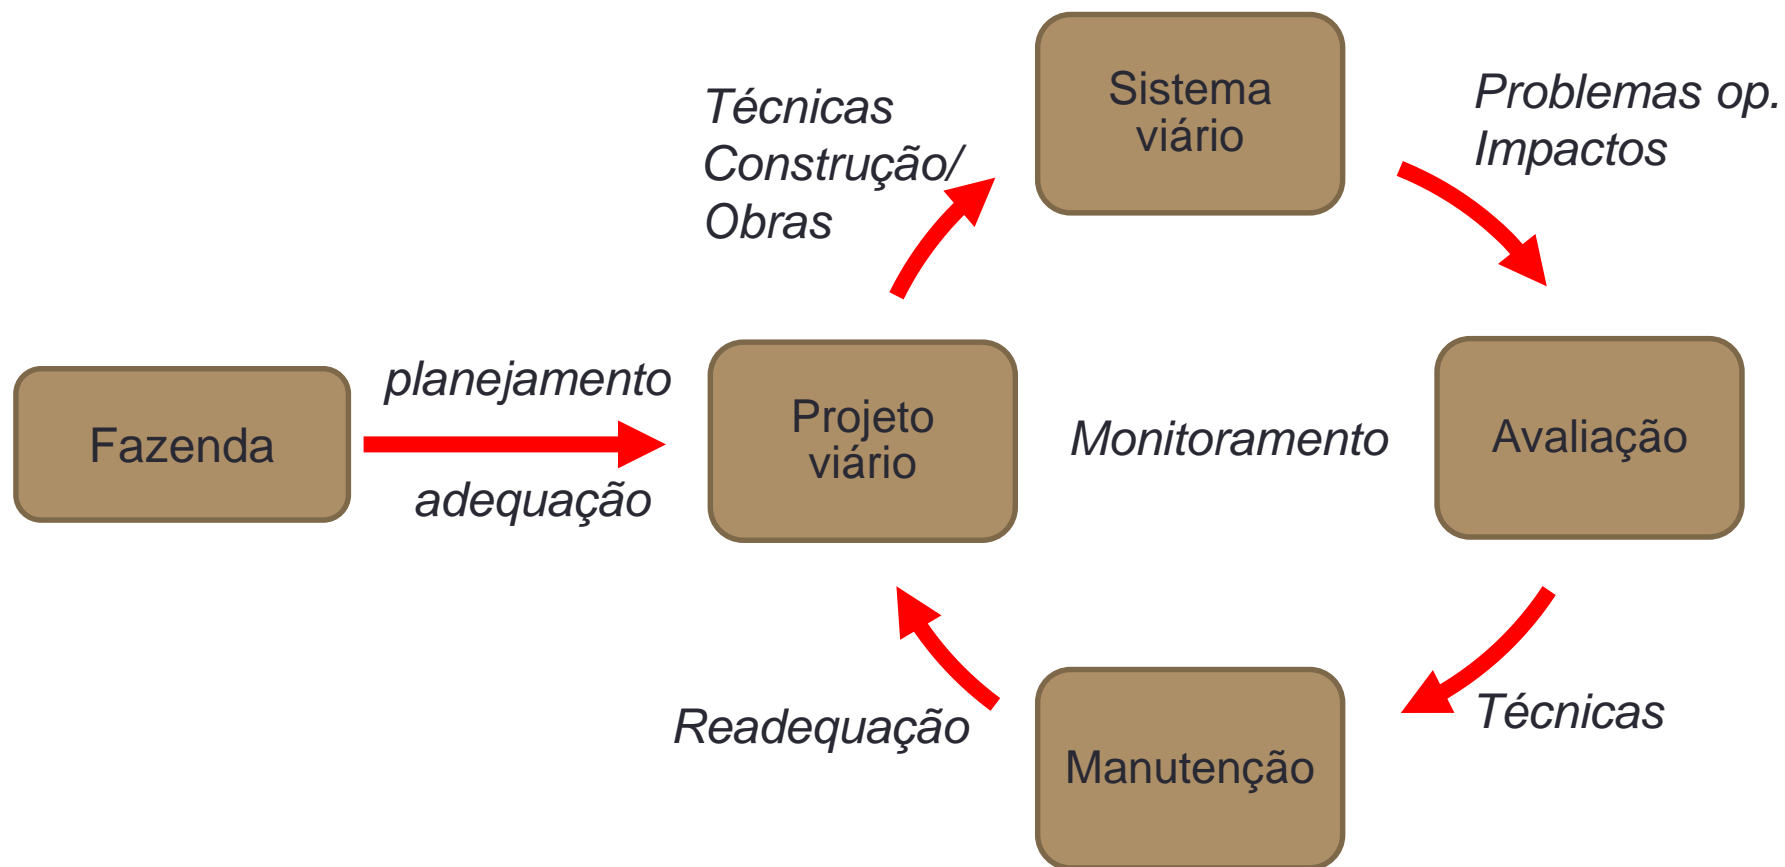 Fazenda
planejamento
adequação
Projeto
viário
Técnicas
Construção/
Obras
Sistema
viário
Problemas op.
Impactos
Monitoramento
Avaliação
Técnicas
Manutenção
Readequação